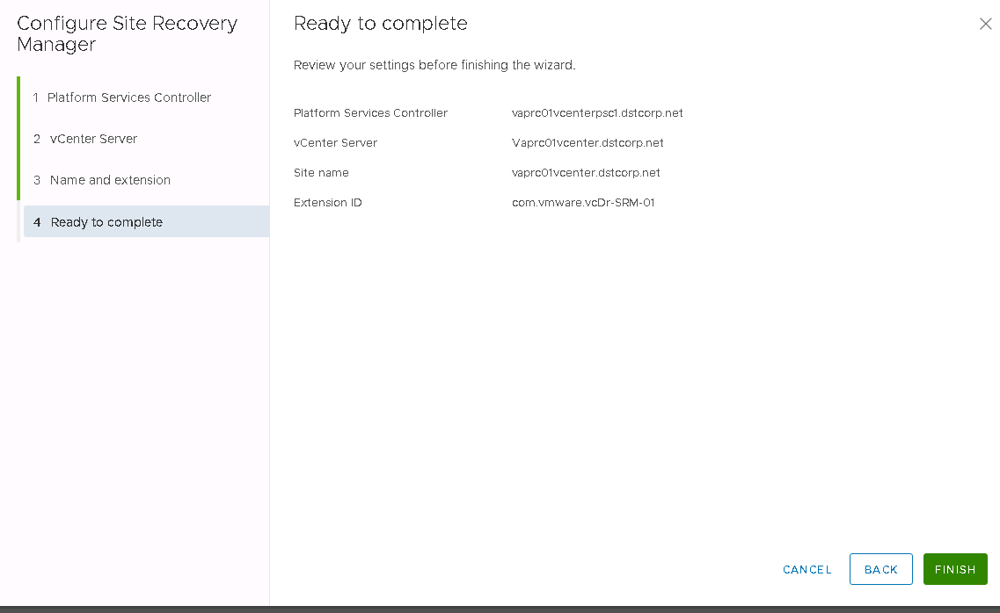 Configure Site Recovery
Manager
1 Platform Services Controller
2 vCenter Server
3 Name and extension
4 Ready to complete
Ready to complete
Review your settings before finishing the wizard.
Platform Services Controller vaprc01vcenterpsc1.dstcorp.net
vCenter Server Vaprc01vcenter.dstcorp.net
Site name vaprc01vcenter.dstcorp.net
Extension ID com.vmware.vcDr-SRM-01
CANCEL BACK FINISH